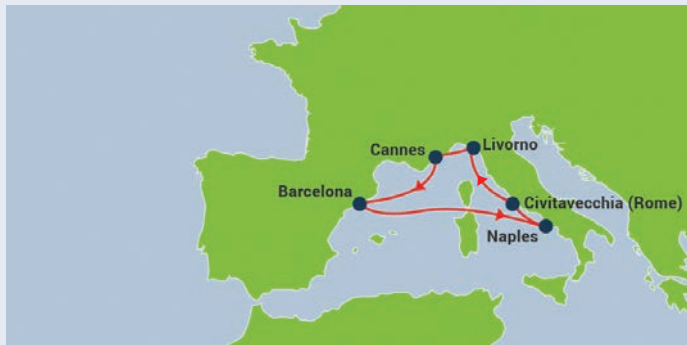 Livorno
Cannes
Barcelona
Civitavecchia (Rome)
Naples